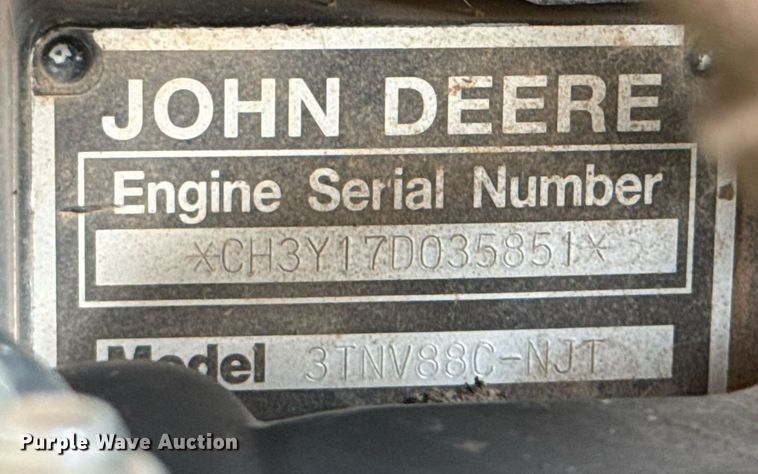 JOHN DEERE
Engine Serial Number
*CH3Y17D035851*
Model 3TNV88C-NJT
Purple Wave Auction